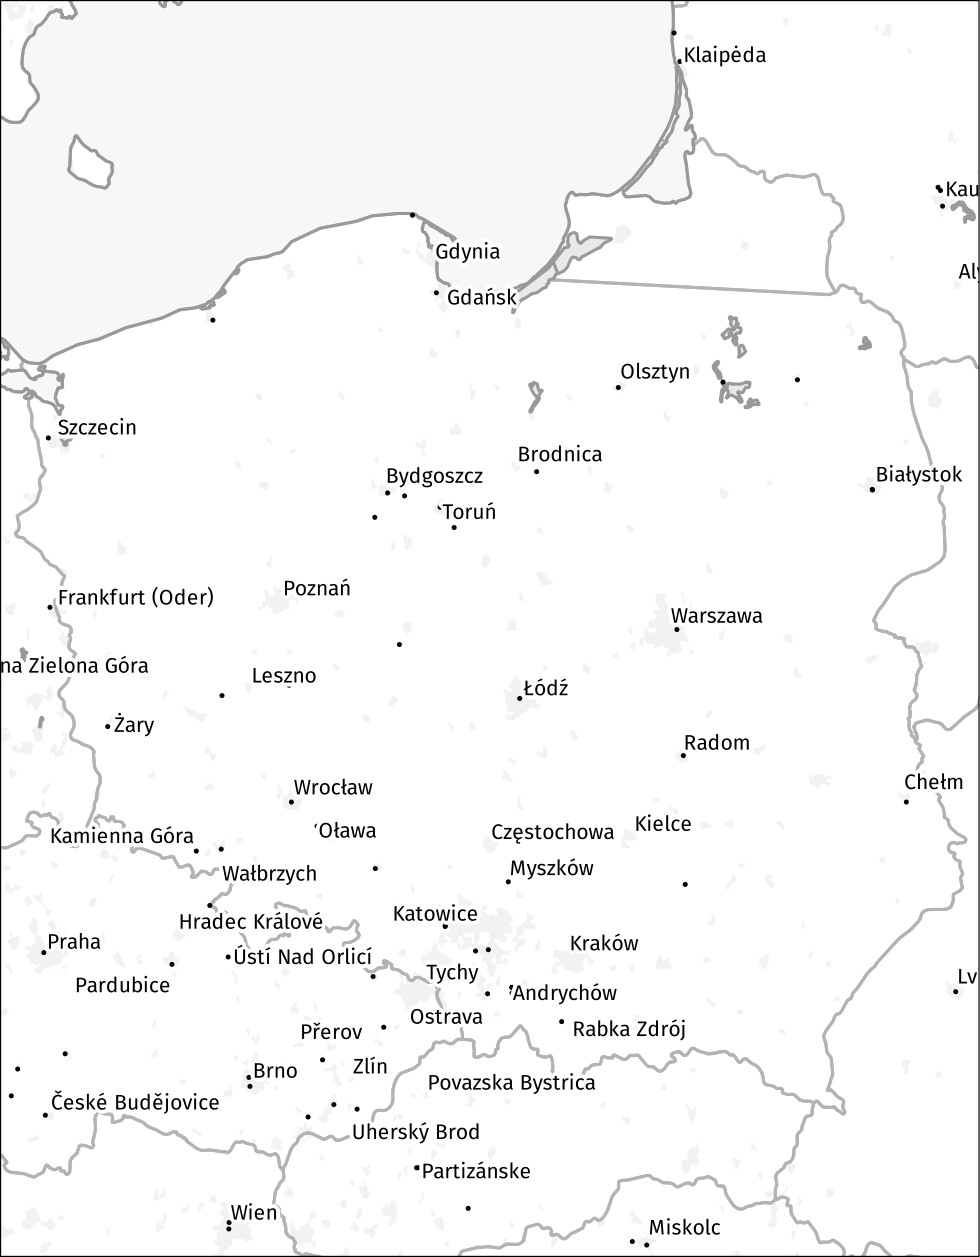 Klaipėda
Kau
Gdynia
Aly
Gdańsk
Olsztyn
Szczecin
Brodnica
Bydgoszcz
Białystok
Toruń
Poznań
Frankfurt (Oder)
Warszawa
na Zielona Góra
Leszno
Łódź
Żary
Radom
Chełm
Wrocław
Kielce
Oława
Częstochowa
Kamienna Góra
Myszków
Wałbrzych
Katowice
Hradec Králové
Praha
Kraków
Ústí Nad Orlicí
Tychy
Lv
Pardubice
Andrychów
Ostrava
Rabka Zdrój
Přerov
Zlín
Brno
Povazska Bystrica
České Budějovice
Uherský Brod
Partizánske
Wien
Miskolc